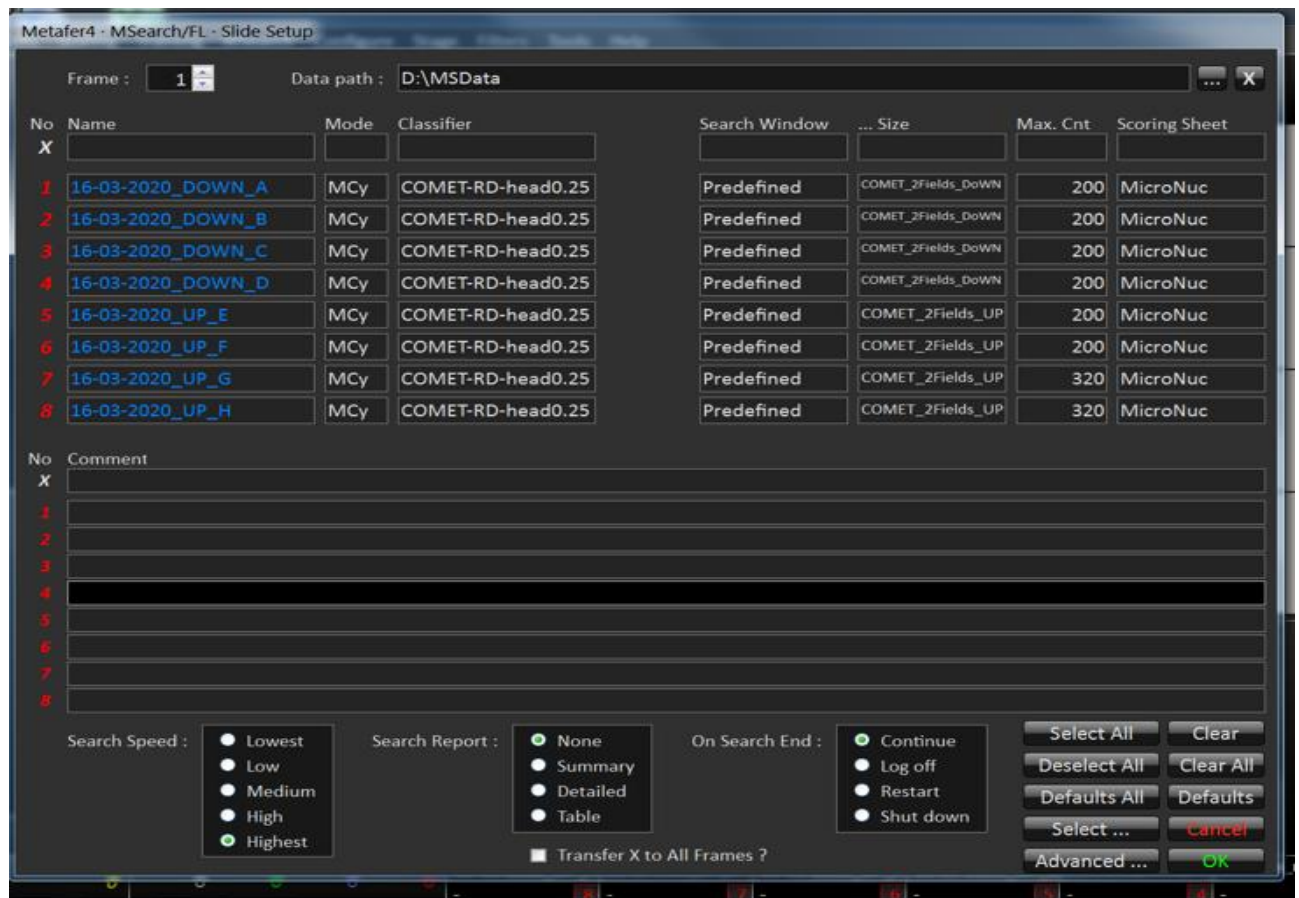 Metafer4 - MSearch/FL - Slide Setup
Frame : 1 Data path : D:\MSData ... X
No Name Mode Classifier Search Window ... Size Max. Cnt Scoring Sheet
X
1 16-03-2020_DOWN_A MCy COMET-RD-head0.25 Predefined COMET_2Fields_DoWN 200 MicroNuc
2 16-03-2020_DOWN_B MCy COMET-RD-head0.25 Predefined COMET_2Fields_DoWN 200 MicroNuc
3 16-03-2020_DOWN_C MCy COMET-RD-head0.25 Predefined COMET_2Fields_DoWN 200 MicroNuc
4 16-03-2020_DOWN_D MCy COMET-RD-head0.25 Predefined COMET_2Fields_DoWN 200 MicroNuc
5 16-03-2020_UP_E MCy COMET-RD-head0.25 Predefined COMET_2Fields_UP 200 MicroNuc
6 16-03-2020_UP_F MCy COMET-RD-head0.25 Predefined COMET_2Fields_UP 200 MicroNuc
7 16-03-2020_UP_G MCy COMET-RD-head0.25 Predefined COMET_2Fields_UP 320 MicroNuc
8 16-03-2020_UP_H MCy COMET-RD-head0.25 Predefined COMET_2Fields_UP 320 MicroNuc
No Comment
X
1
2
3
4
5
6
7
8
Search Speed : Lowest Search Report : None On Search End : Continue Select All Clear
Low Summary Log off Deselect All Clear All
Medium Detailed Restart Defaults All Defaults
High Table Shut down Select ... Cancel
Highest Transfer X to All Frames ? Advanced ... OK
8 - 7 - 6 - 5 - 4 -